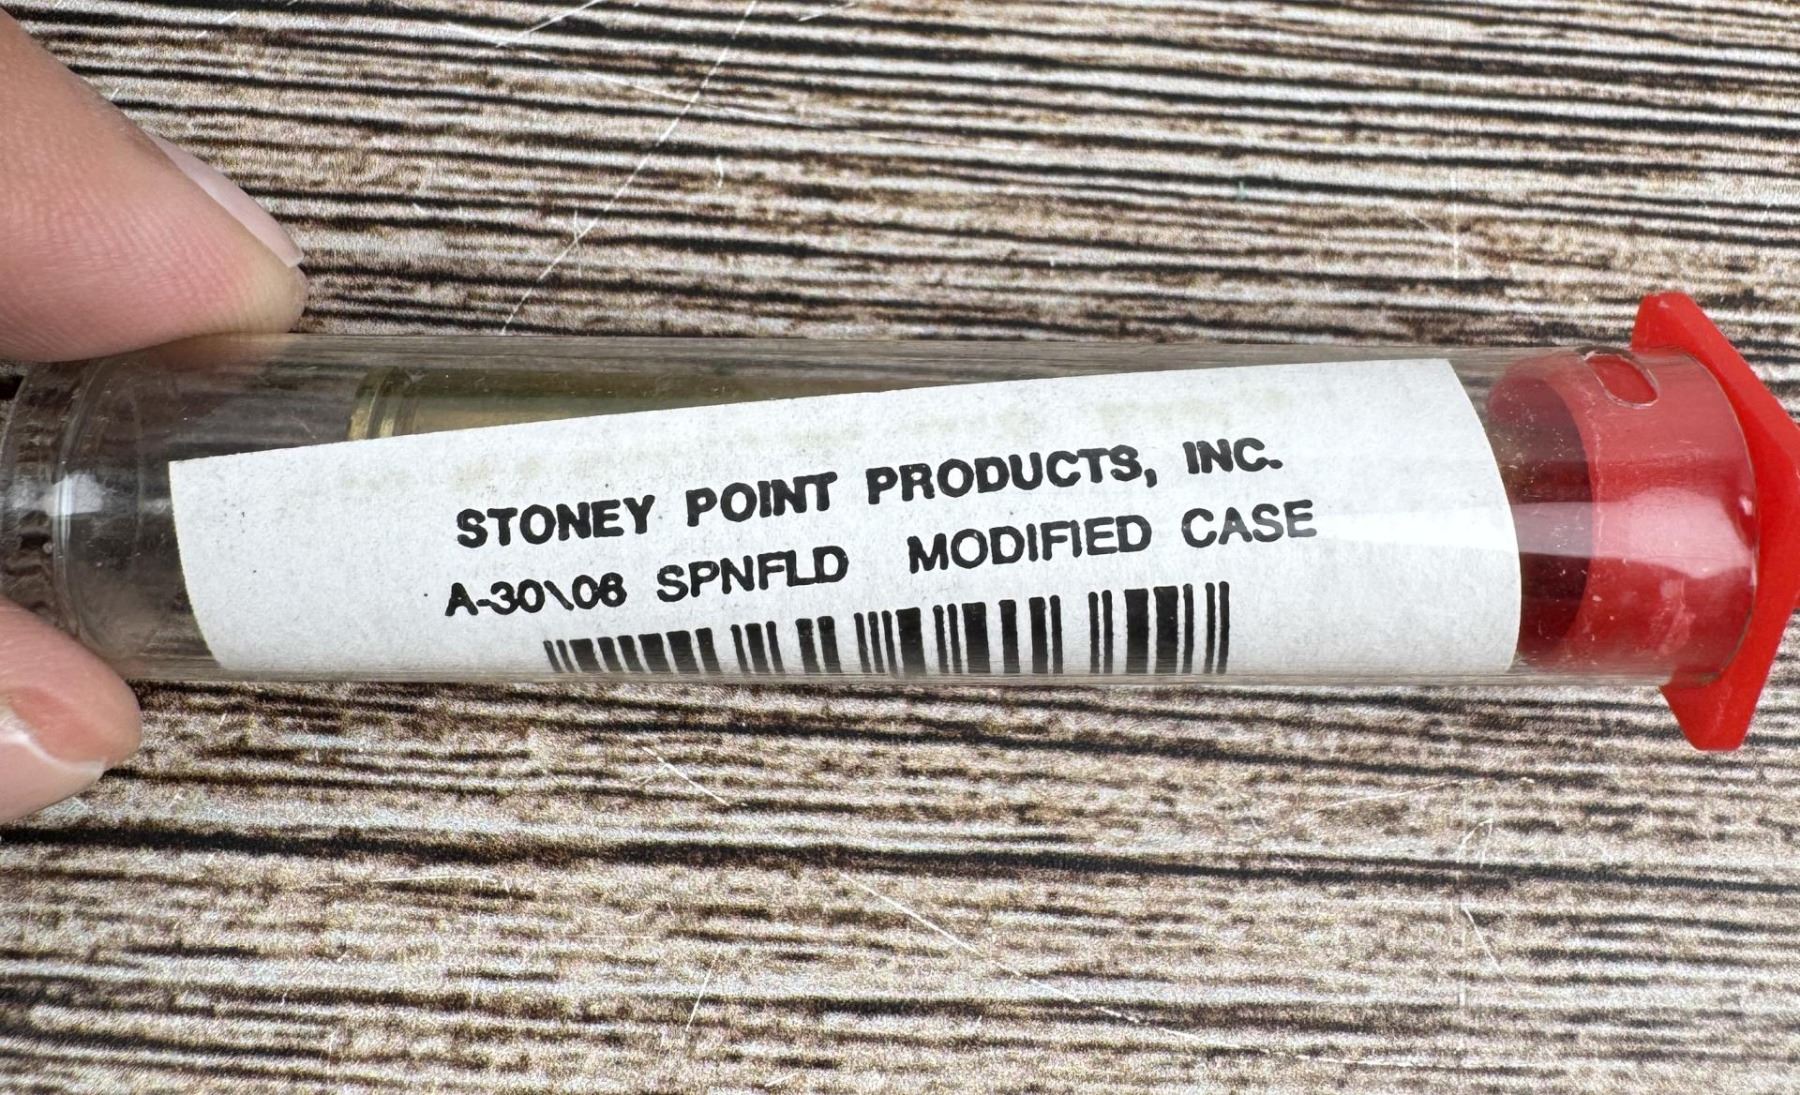 STONEY POINT PRODUCTS, INC.
A-30\06 SPNFLD MODIFIED CASE